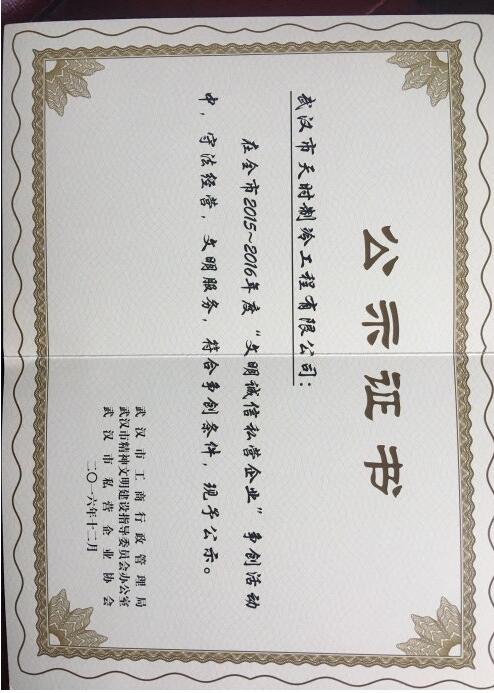 公示证书
武汉市天时制冷工程有限公司：
在全市2015~2016年度“文明诚信私营企业”争创活动
中，守法经营，文明服务，符合争创条件，现予公示。
武汉市工商行政管理局
武汉市精神文明建设指导委员会办公室
武汉市私营企业协会
二〇一六年十二月